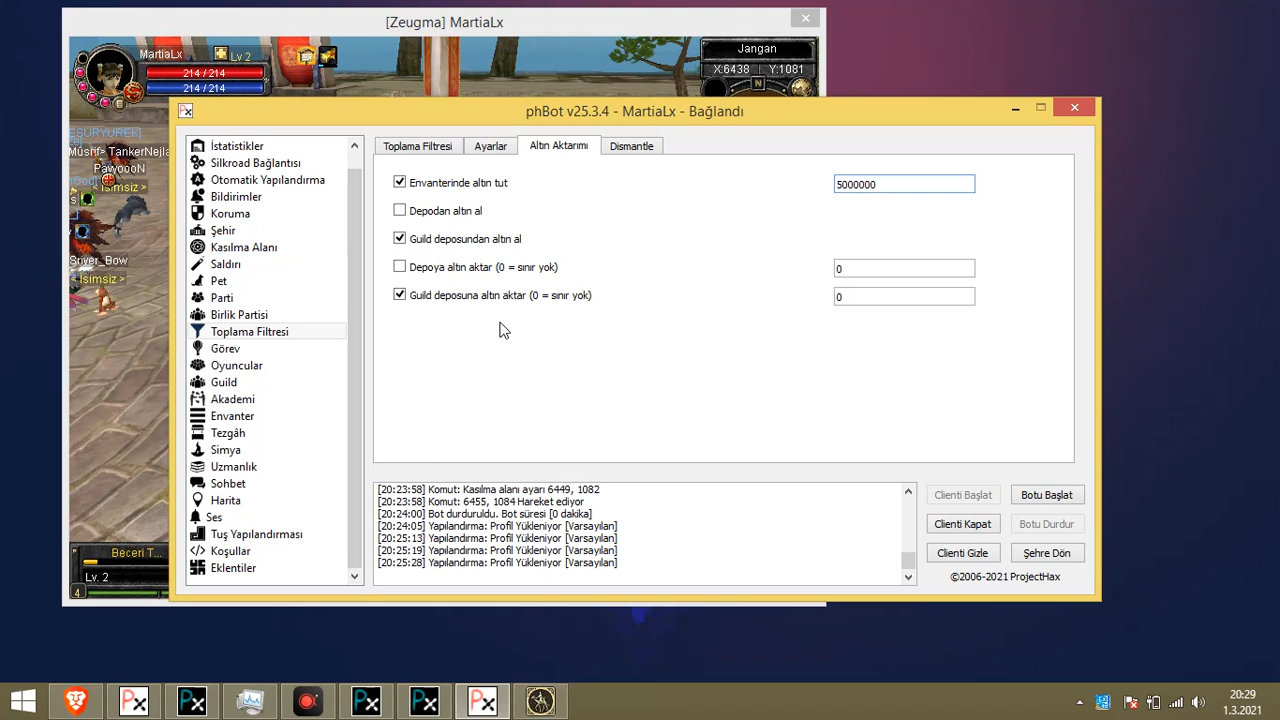 [Zeugma] MartiaLx
MartiaLx
Lv 2
214 / 214
214 / 214
Jangan
X:6438 Y:1081
N
ESURYUREK]
Müshf> TankerNejla
PawoooN
< İsimsiz >
Sniyer_Bow
< İsimsiz >
Beceri T...
Lv. 2
4
phBot v25.3.4 - MartiaLx - Bağlandı
İstatistikler
Silkroad Bağlantısı
Otomatik Yapılandırma
Bildirimler
Koruma
Şehir
Kasılma Alanı
Saldırı
Pet
Parti
Birlik Partisi
Toplama Filtresi
Görev
Oyuncular
Guild
Akademi
Envanter
Tezgâh
Simya
Uzmanlık
Sohbet
Harita
Ses
Tuş Yapılandırması
Koşullar
Eklentiler
Toplama Filtresi
Ayarlar
Altın Aktarımı
Dismantle
Envanterinde altın tut
5000000
Depodan altın al
Guild deposundan altın al
Depoya altın aktar (0 = sınır yok)
0
Guild deposuna altın aktar (0 = sınır yok)
0
[20:23:58] Komut: Kasılma alanı ayarı 6449, 1082
[20:23:58] Komut: 6455, 1084 Hareket ediyor
[20:24:00] Bot durduruldu. Bot süresi [0 dakika]
[20:24:05] Yapılandırma: Profil Yükleniyor [Varsayılan]
[20:25:13] Yapılandırma: Profil Yükleniyor [Varsayılan]
[20:25:19] Yapılandırma: Profil Yükleniyor [Varsayılan]
[20:25:28] Yapılandırma: Profil Yükleniyor [Varsayılan]
Clienti Başlat
Botu Başlat
Clienti Kapat
Botu Durdur
Clienti Gizle
Şehre Dön
©2006-2021 ProjectHax
20:29
1.3.2021